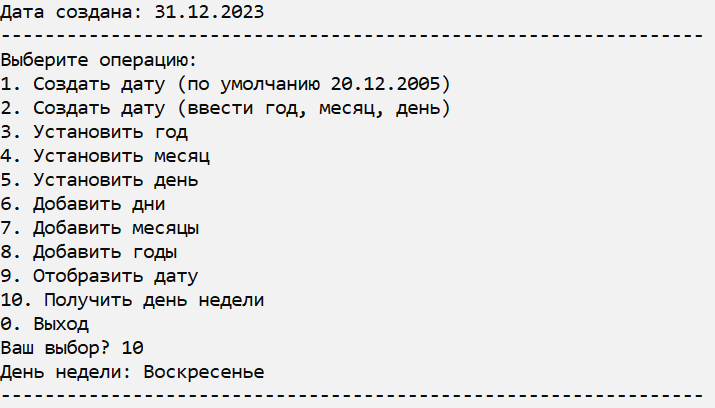 Дата создана: 31.12.2023
----------------------------------------------------------------
Выберите операцию:
1. Создать дату (по умолчанию 20.12.2005)
2. Создать дату (ввести год, месяц, день)
3. Установить год
4. Установить месяц
5. Установить день
6. Добавить дни
7. Добавить месяцы
8. Добавить годы
9. Отобразить дату
10. Получить день недели
0. Выход
Ваш выбор? 10
День недели: Воскресенье
----------------------------------------------------------------